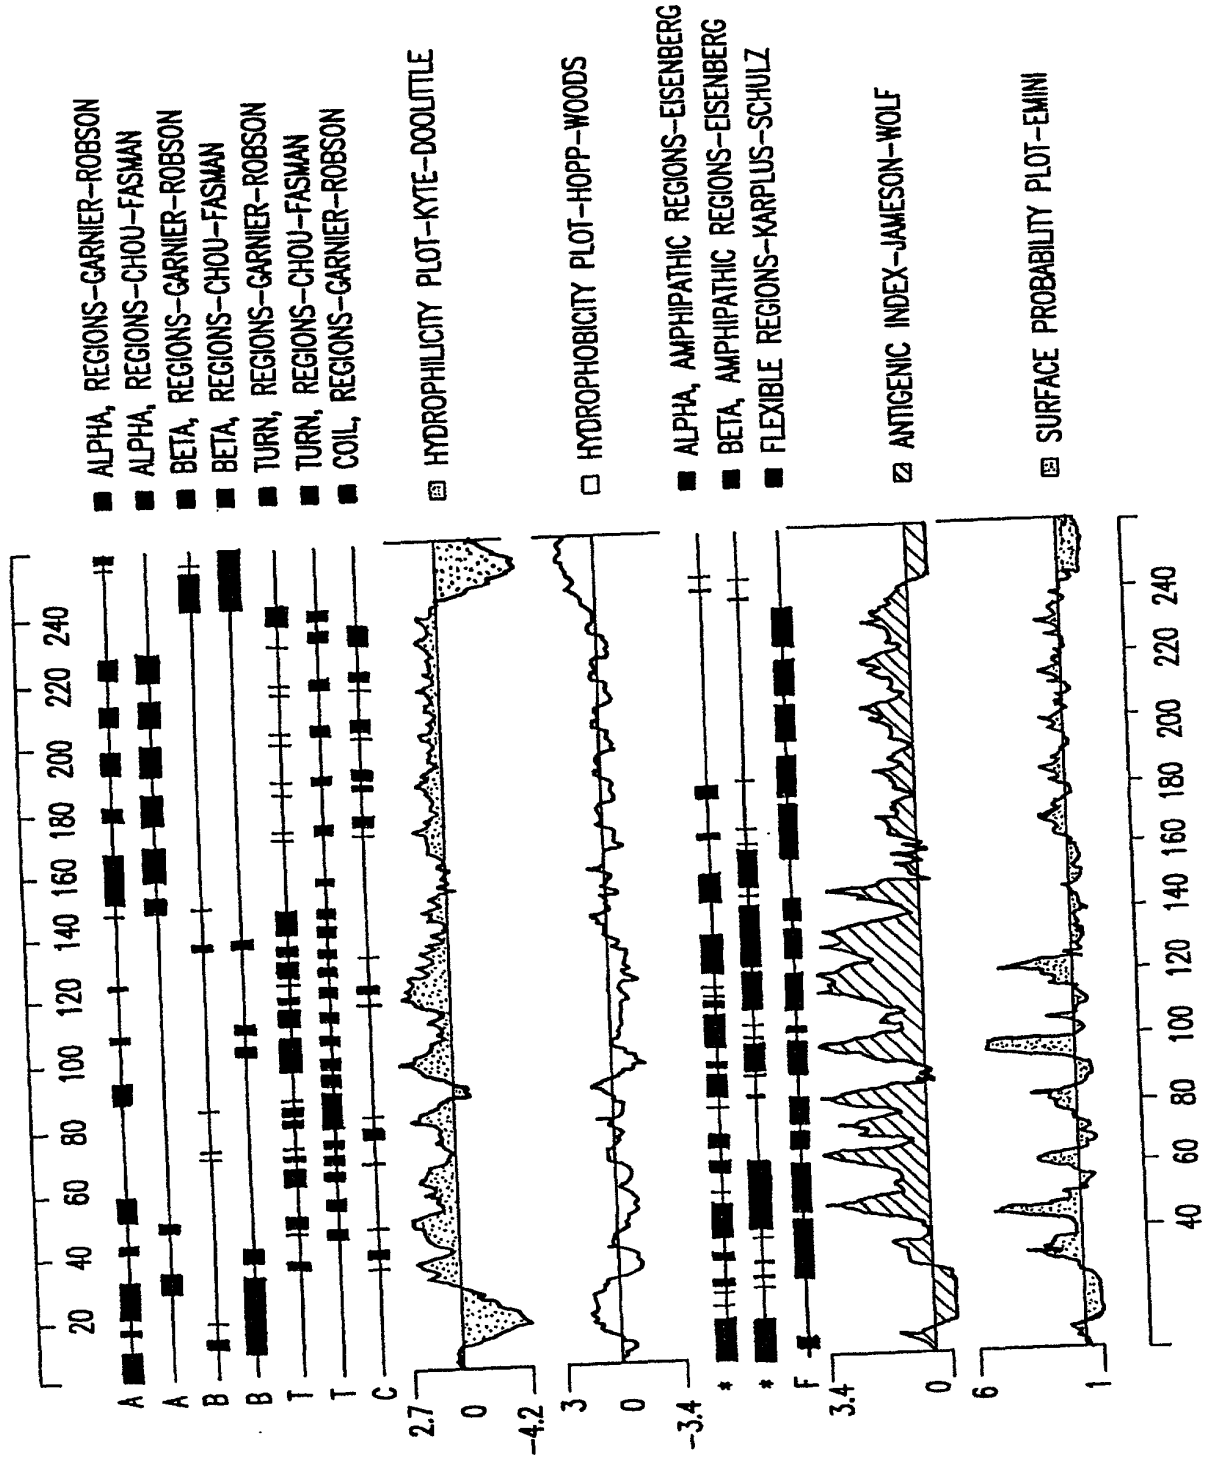 20 40 60 80 100 120 140 160 180 200 220 240
A ALPHA, REGIONS-GARNIER-ROBSON
A ALPHA, REGIONS-CHOU-FASMAN
B BETA, REGIONS-GARNIER-ROBSON
B BETA, REGIONS-CHOU-FASMAN
T TURN, REGIONS-GARNIER-ROBSON
T TURN, REGIONS-CHOU-FASMAN
C COIL, REGIONS-GARNIER-ROBSON
2.7
HYDROPHILICITY PLOT-KYTE-DOOLITTLE
0
-4.2
3
HYDROPHOBICITY PLOT-HOPP-WOODS
0
-3.4
* ALPHA, AMPHIPATHIC REGIONS-EISENBERG
* BETA, AMPHIPATHIC REGIONS-EISENBERG
F FLEXIBLE REGIONS-KARPLUS-SCHULZ
3.4
ANTIGENIC INDEX-JAMESON-WOLF
0
6
SURFACE PROBABILITY PLOT-EMINI
1
40 60 80 100 120 140 160 180 200 220 240